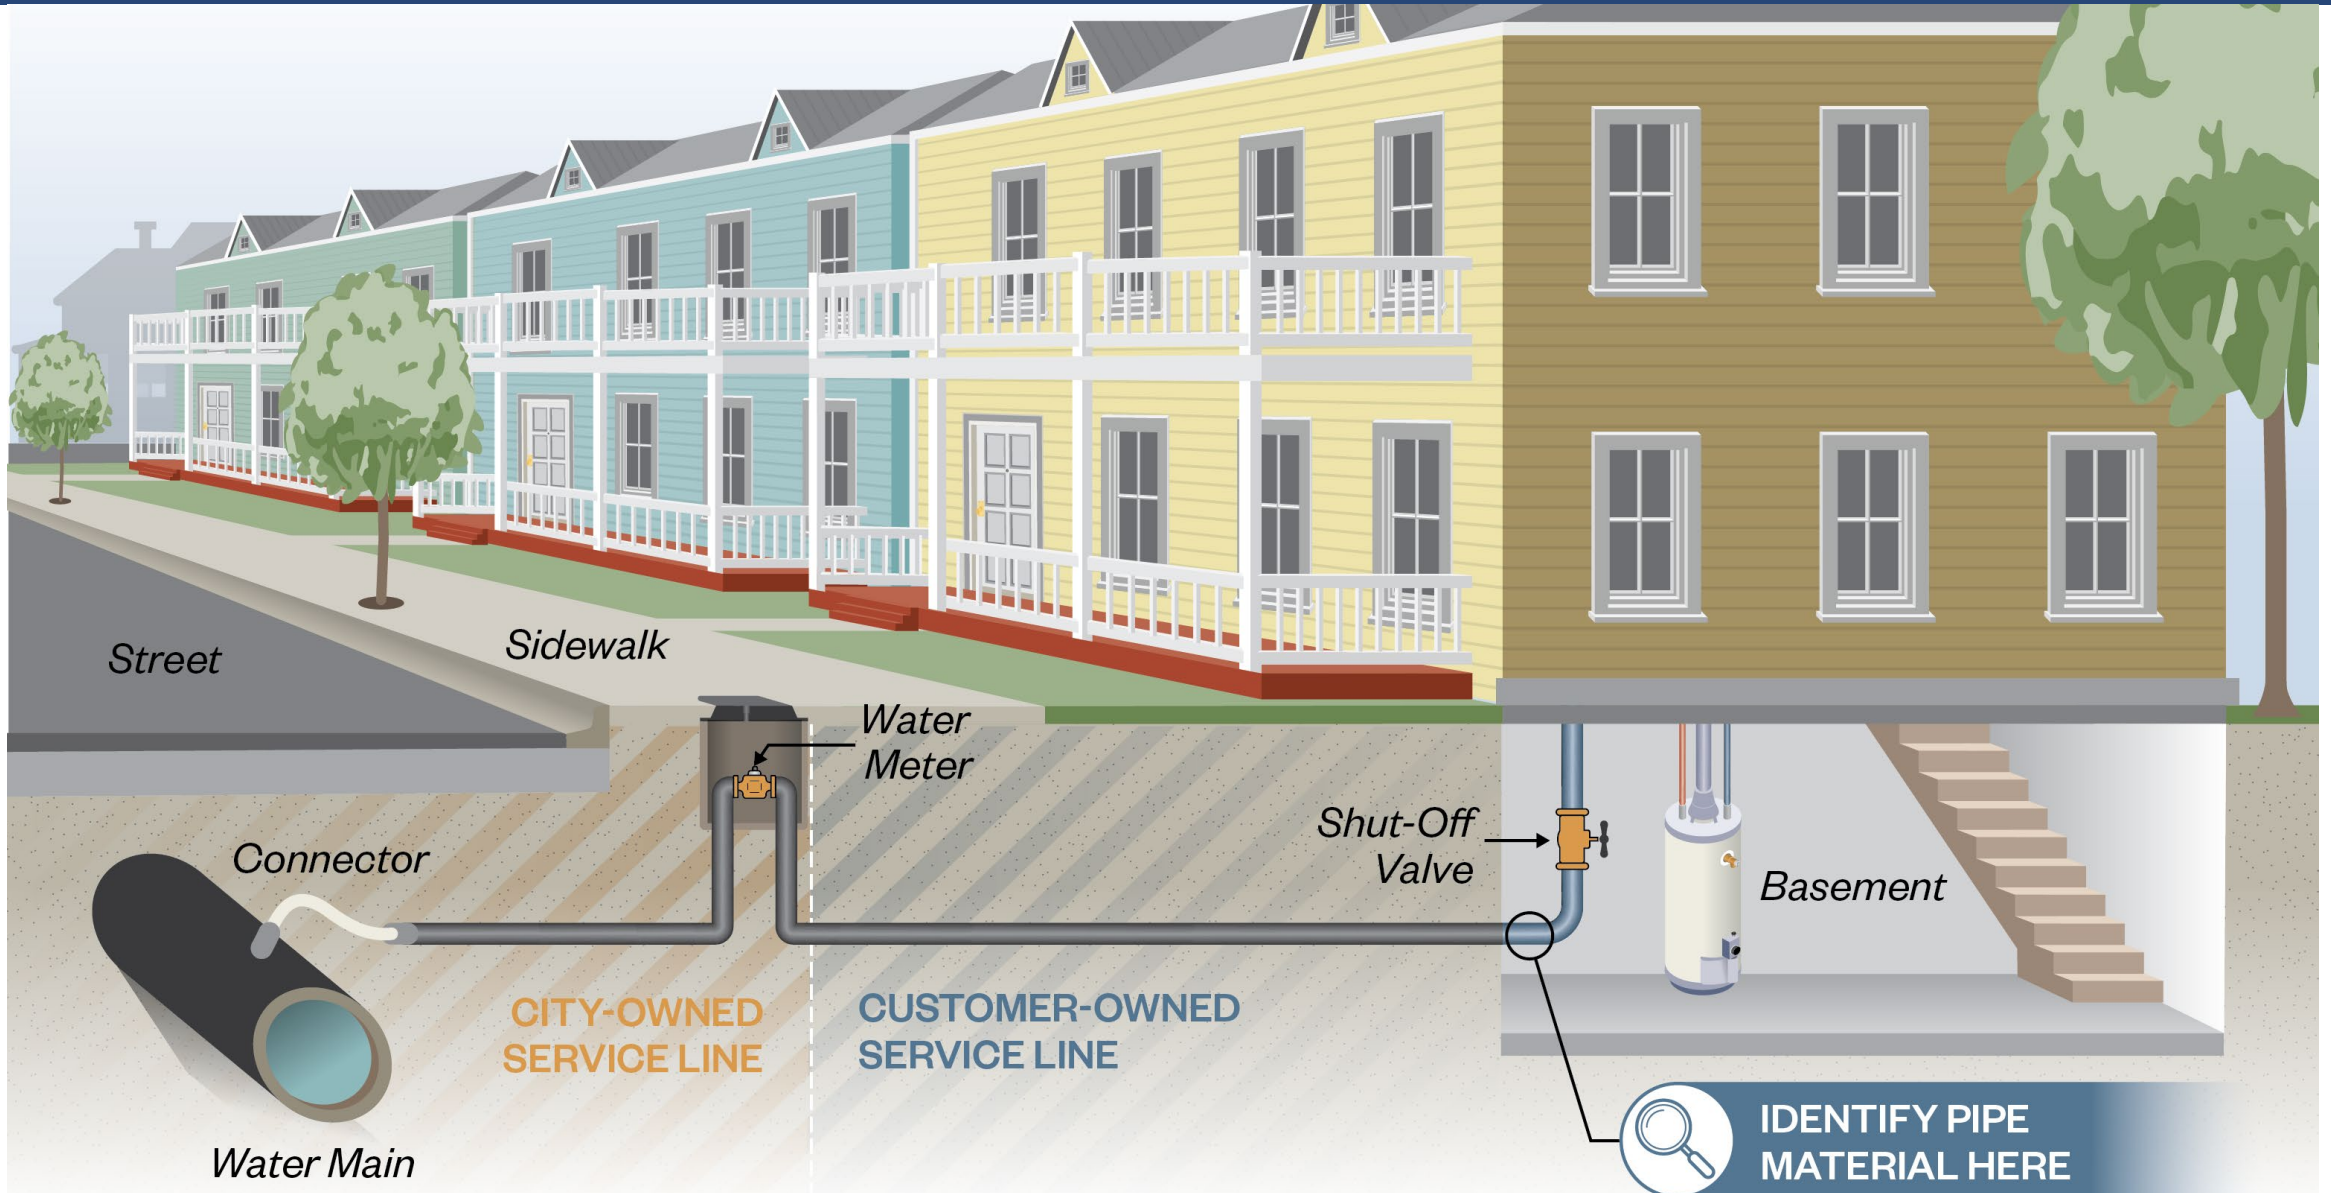 Street
Sidewalk
Water
Meter
Shut-Off
Valve
Connector
Basement
CITY-OWNED
SERVICE LINE
CUSTOMER-OWNED
SERVICE LINE
Water Main
IDENTIFY PIPE
MATERIAL HERE